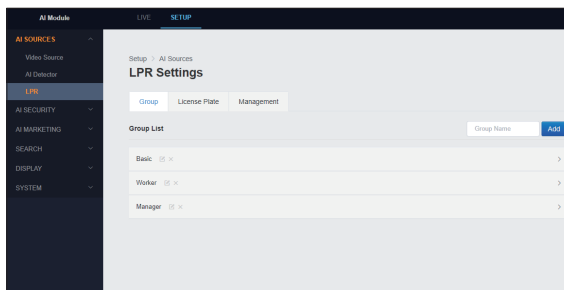 AI Module
LIVE SETUP
AI SOURCES
Video Source
AI Detector
LPR
AI SECURITY
AI MARKETING
SEARCH
DISPLAY
SYSTEM
Setup > AI Sources
LPR Settings
Group License Plate Management
Group List
Group Name Add
Basic
Worker
Manager